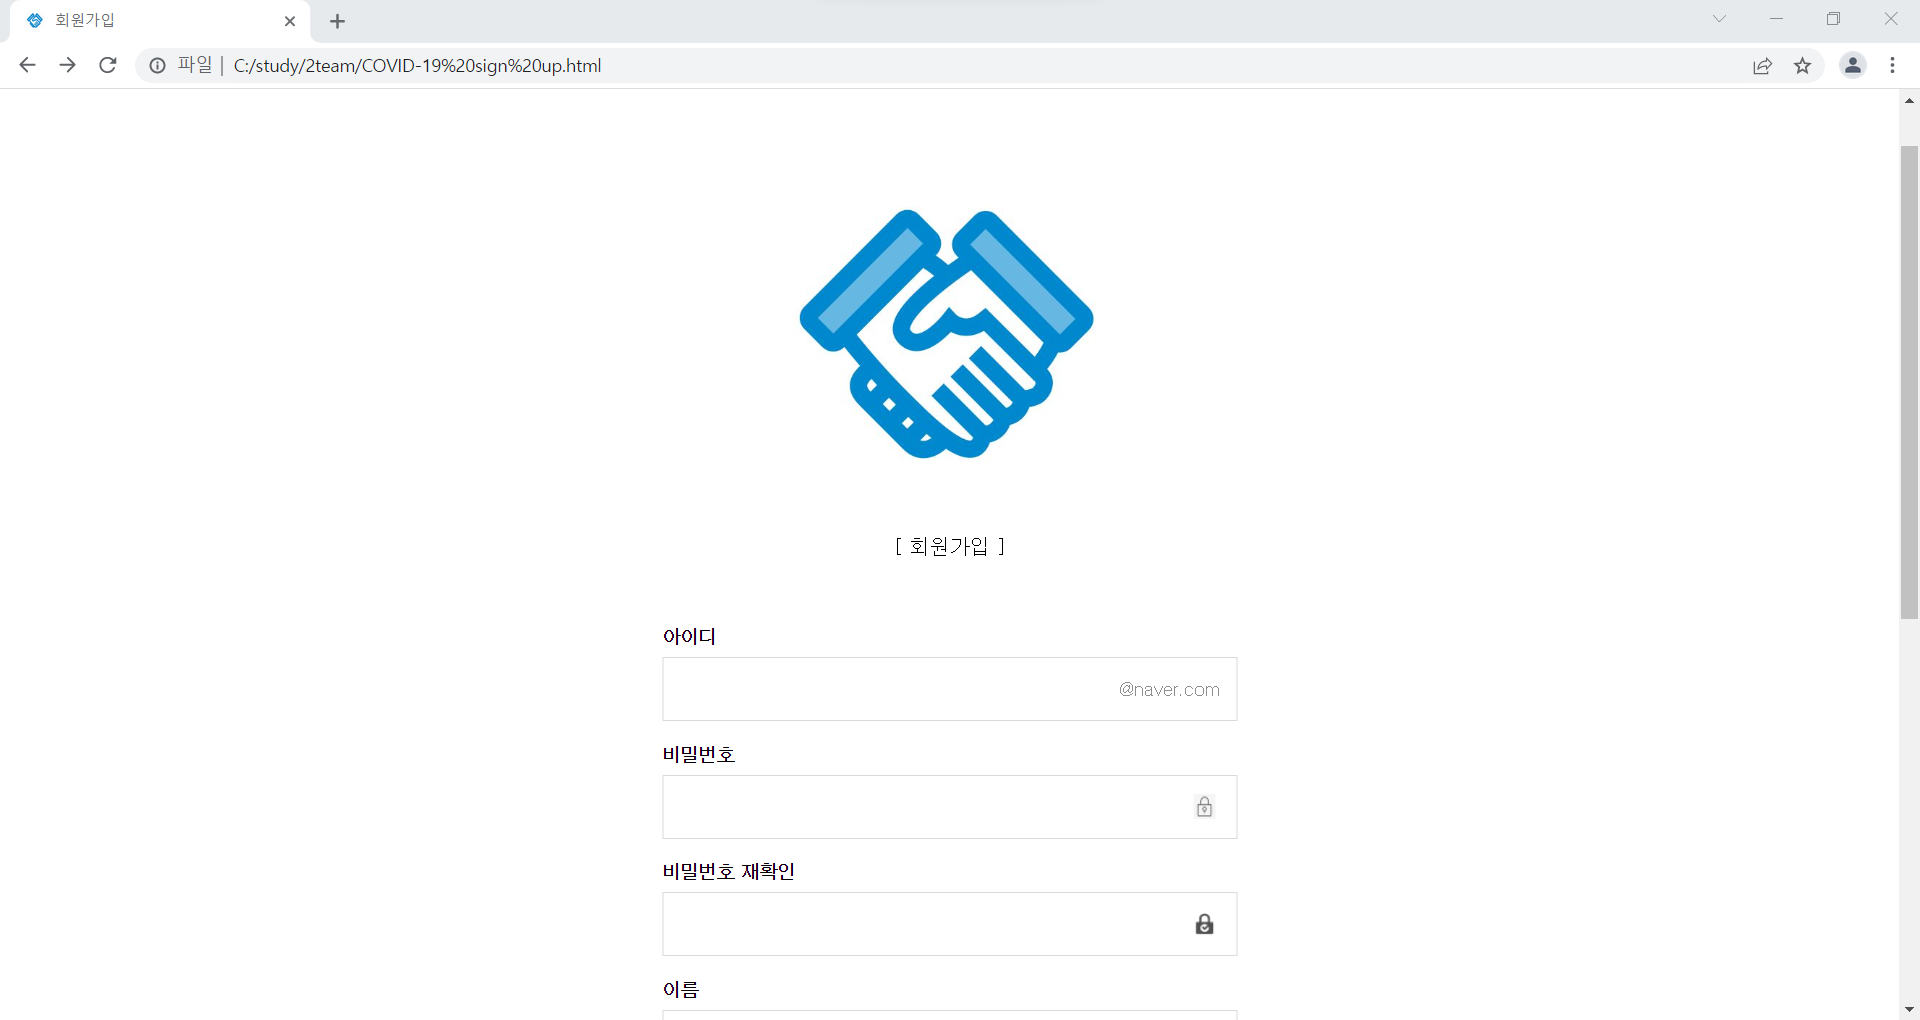 회원가입
파일 | C:/study/2team/COVID-19%20sign%20up.html
[ 회원가입 ]
아이디
@naver.com
비밀번호
비밀번호 재확인
이름